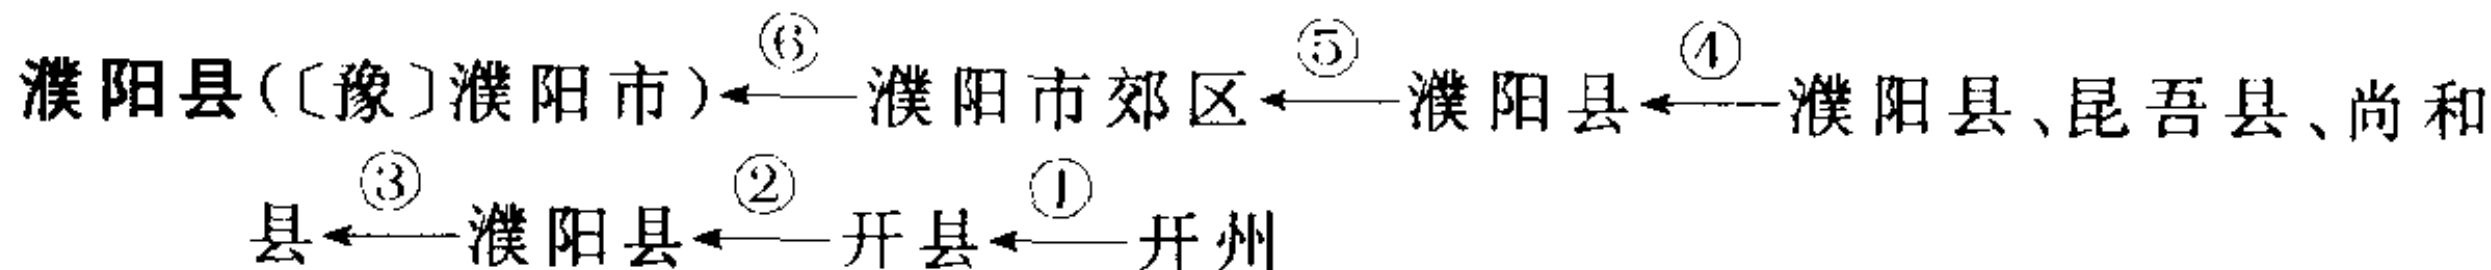 濮阳县(〔豫〕濮阳市)←⑥—濮阳市郊区←⑤—濮阳县←④—濮阳县、昆吾县、尚和
县←③—濮阳县←②—开县←①—开州